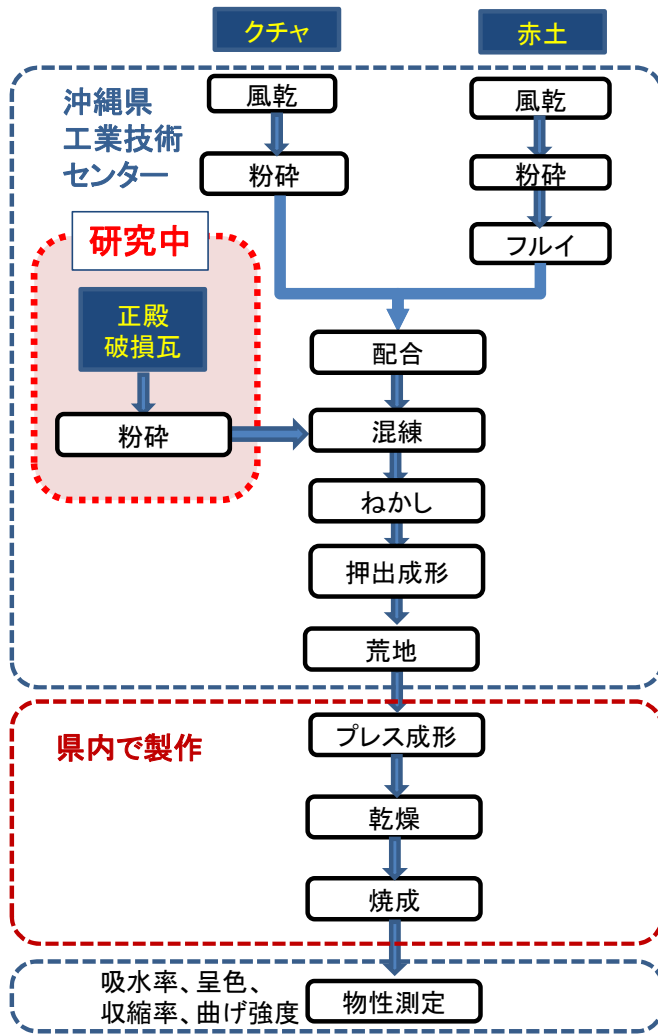 クチャ
赤土
沖縄県
工業技術
センター
風乾
風乾
粉砕
粉砕
フルイ
研究中
正殿
破損瓦
粉砕
配合
混練
ねかし
押出成形
荒地
県内で製作
プレス成形
乾燥
焼成
吸水率、呈色、
収縮率、曲げ強度
物性測定